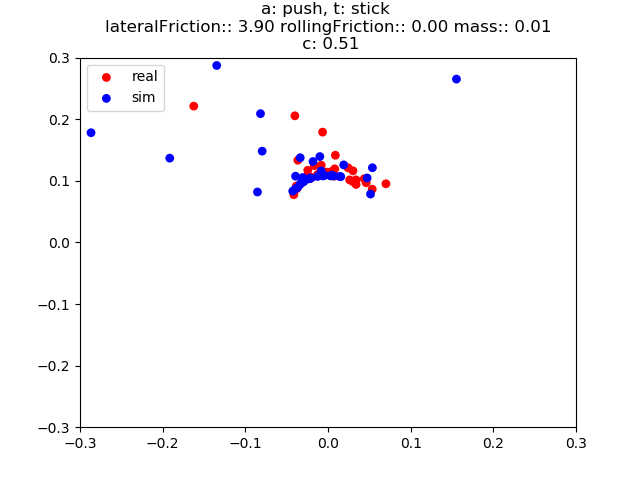 a: push, t: stick
lateralFriction:: 3.90 rollingFriction:: 0.00 mass:: 0.01
c: 0.51
real
sim
0.3
0.2
0.1
0.0
−0.1
−0.2
−0.3
−0.3
−0.2
−0.1
0.0
0.1
0.2
0.3